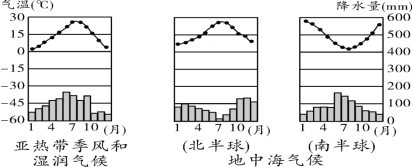 气温(℃) 降水量(mm)
30 600
15 500
0 400
-15 300
-30 200
-45 100
-60 0
1 4 7 10 (月) 1 4 7 10 (月) 1 4 7 10 (月)
亚热带季风和 (北半球) (南半球)
湿润气候 地中海气候